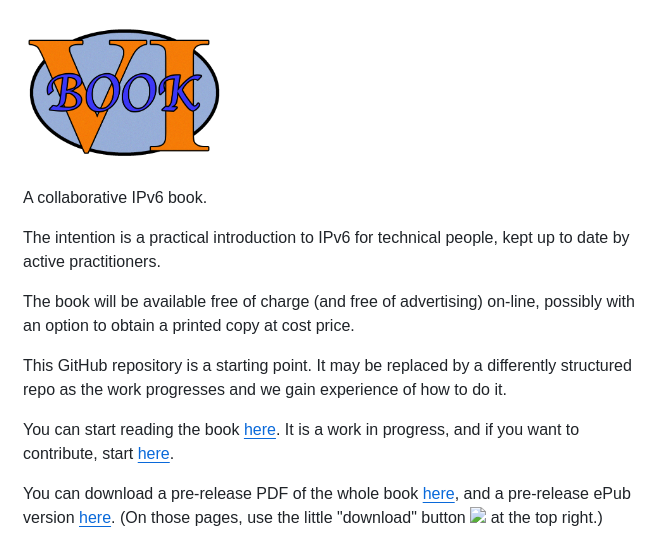 VI
BOOK
A collaborative IPv6 book.
The intention is a practical introduction to IPv6 for technical people, kept up to date by
active practitioners.
The book will be available free of charge (and free of advertising) on-line, possibly with
an option to obtain a printed copy at cost price.
This GitHub repository is a starting point. It may be replaced by a differently structured
repo as the work progresses and we gain experience of how to do it.
You can start reading the book here. It is a work in progress, and if you want to
contribute, start here.
You can download a pre-release PDF of the whole book here, and a pre-release ePub
version here. (On those pages, use the little "download" button at the top right.)